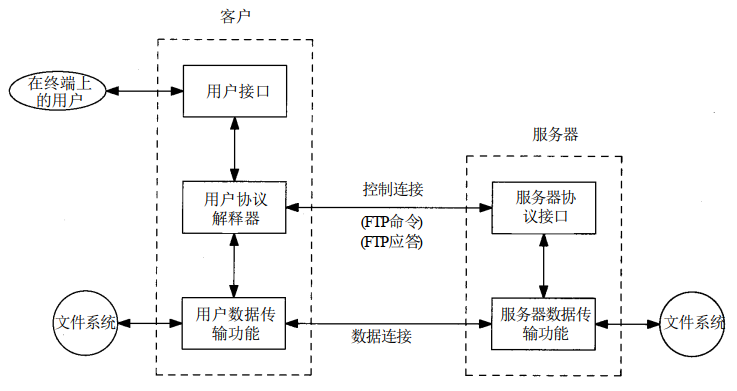 客户
在终端上
的用户
用户接口
服务器
用户协议
解释器
控制连接
(FTP命令)
(FTP应答)
服务器协
议接口
文件系统
用户数据传
输功能
数据连接
服务器数据传
输功能
文件系统